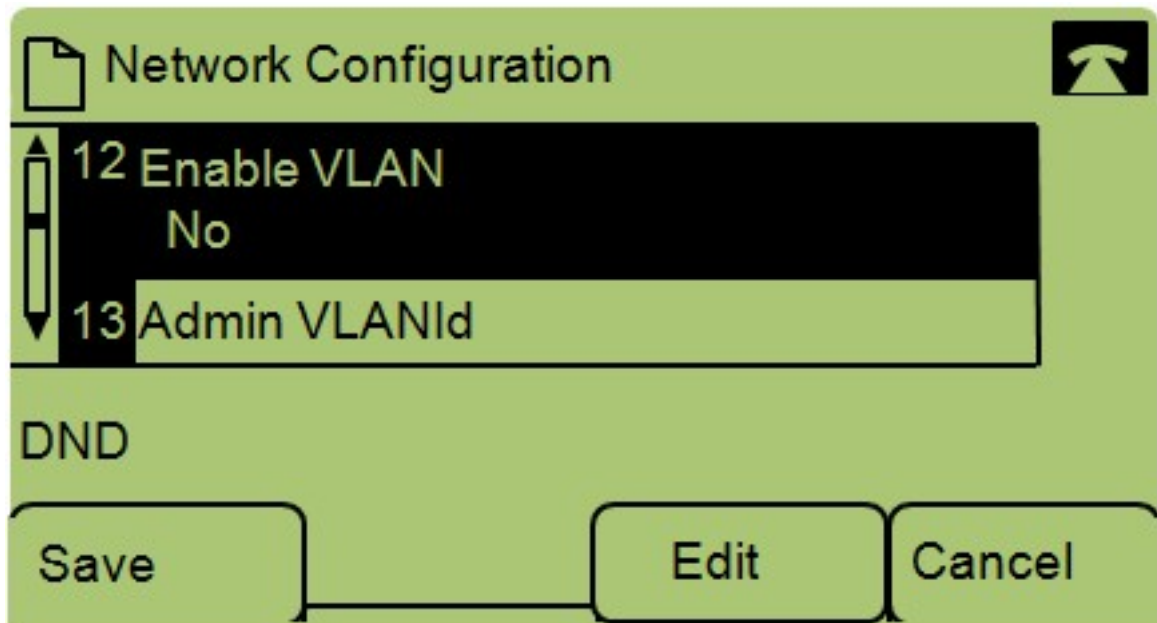 Network Configuration
12 Enable VLAN
No
13 Admin VLANId
DND
Save Edit Cancel